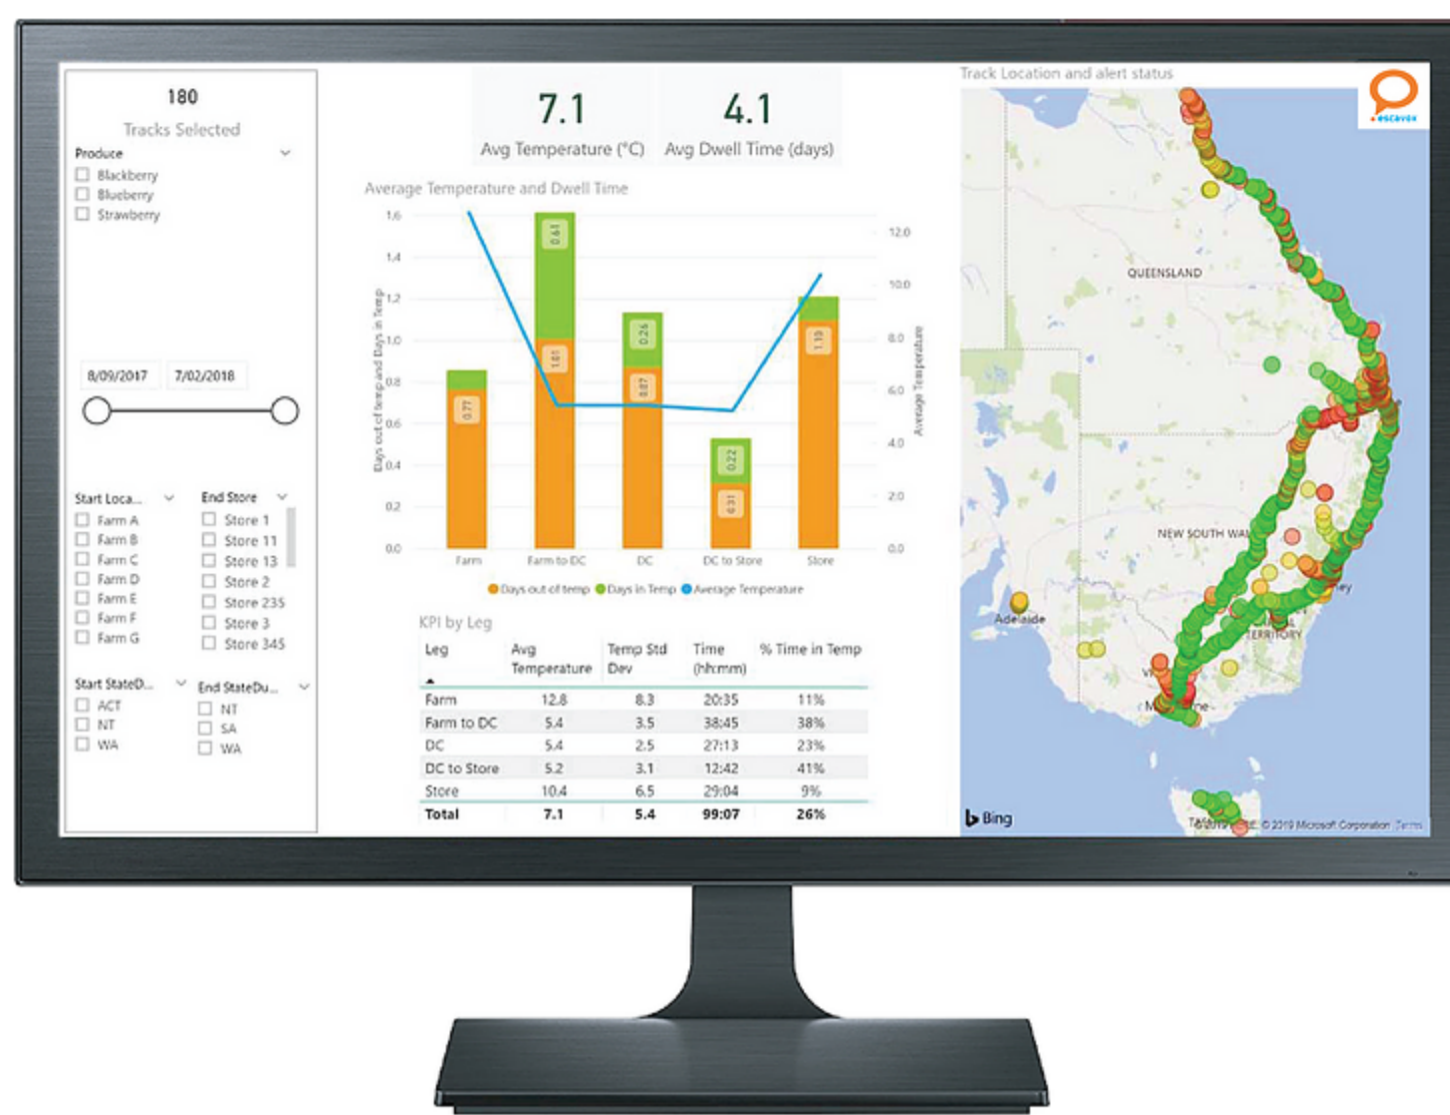 180
Tracks Selected
Produce
Blackberry
Blueberry
Strawberry
8/09/2017 7/02/2018
Start Loca...
Farm A
Farm B
Farm C
Farm D
Farm E
Farm F
Farm G
End Store
Store 1
Store 11
Store 13
Store 2
Store 235
Store 3
Store 345
Start StateD...
ACT
NT
WA
End StateDu...
NT
SA
WA
7.1
Avg Temperature (°C)
4.1
Avg Dwell Time (days)
Average Temperature and Dwell Time
Days out of temp and Days in Temp
1.6
1.4
1.2
1.0
0.8
0.6
0.4
0.2
0.0
0.77
0.61
1.01
0.26
0.87
0.22
0.31
1.10
12.0
10.0
8.0
6.0
4.0
2.0
0.0
Average Temperature
Farm Farm to DC DC DC to Store Store
Days out of temp Days in Temp Average Temperature
KPI by Leg
Leg Avg Temperature Temp Std Dev Time (hh:mm) % Time in Temp
Farm 12.8 8.3 20:35 11%
Farm to DC 5.4 3.5 38:45 38%
DC 5.4 2.5 27:13 23%
DC to Store 5.2 3.1 12:42 41%
Store 10.4 6.5 29:04 9%
Total 7.1 5.4 99:07 26%
Track Location and alert status
escavox
QUEENSLAND
NEW SOUTH WAL
Adelaide
TERRITORY
Bing
© 2019 Microsoft Corporation Terms